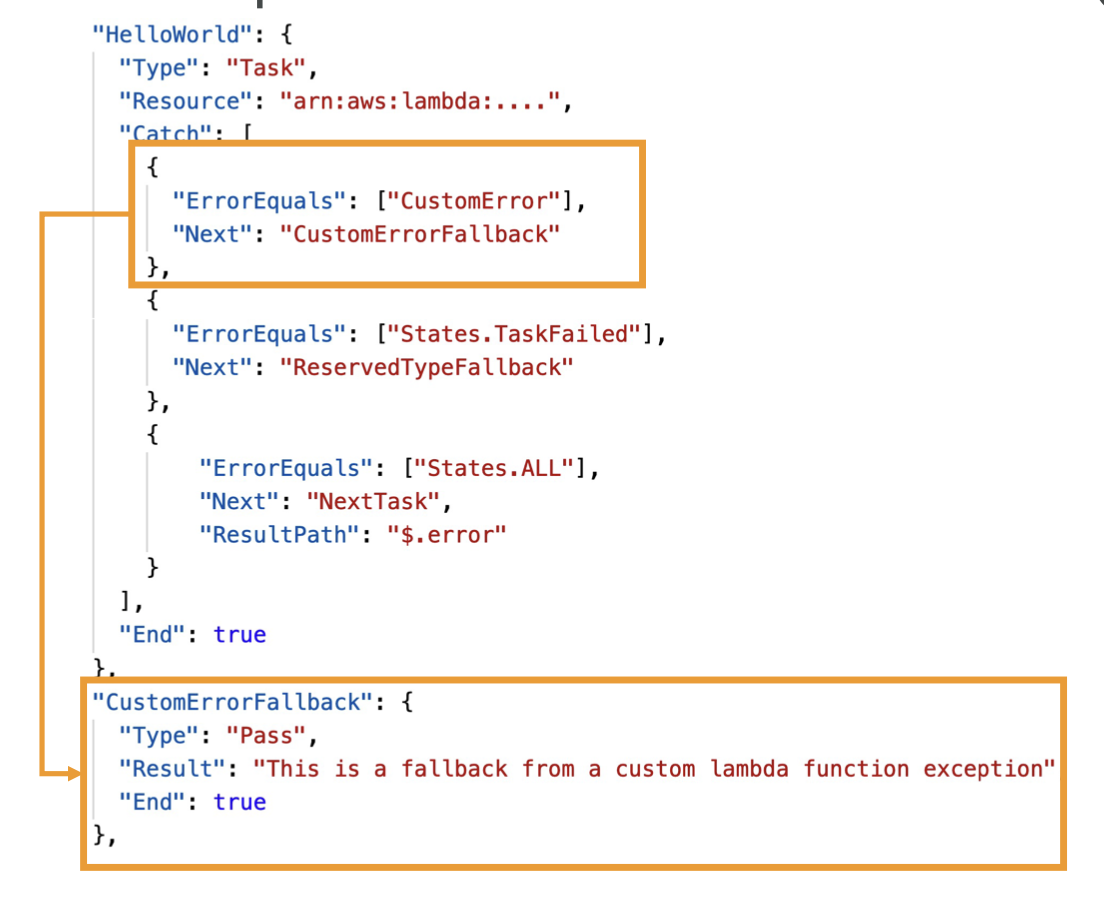 "HelloWorld": {
"Type": "Task",
"Resource": "arn:aws:lambda:....",
"Catch": [
{
"ErrorEquals": ["CustomError"],
"Next": "CustomErrorFallback"
},
{
"ErrorEquals": ["States.TaskFailed"],
"Next": "ReservedTypeFallback"
},
{
"ErrorEquals": ["States.ALL"],
"Next": "NextTask",
"ResultPath": "$.error"
}
],
"End": true
},
"CustomErrorFallback": {
"Type": "Pass",
"Result": "This is a fallback from a custom lambda function exception"
"End": true
},